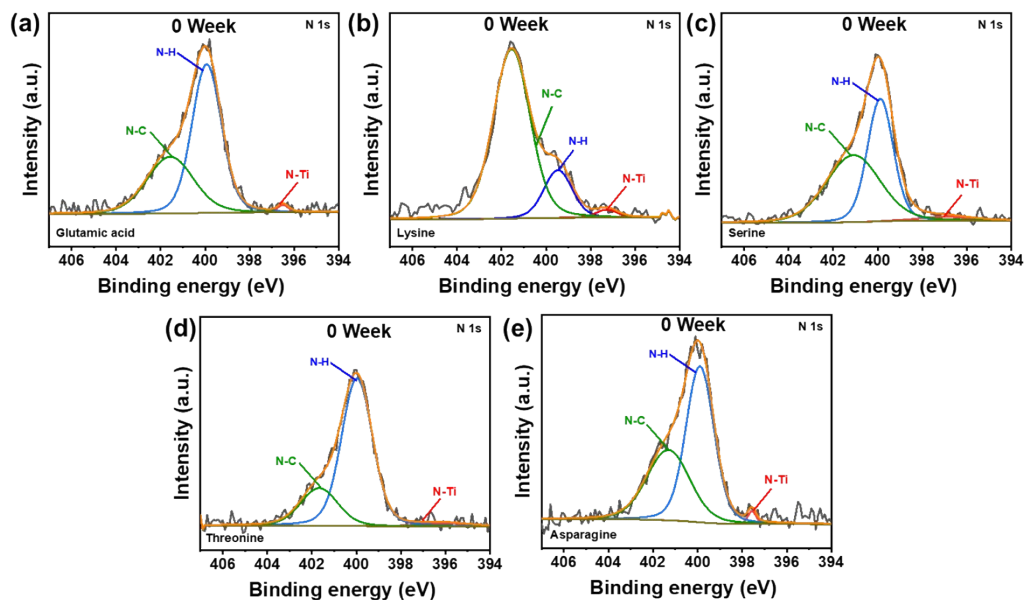 (a)
0 Week
N 1s
N-H
N-C
N-Ti
Glutamic acid
Intensity (a.u.)
406 404 402 400 398 396 394
Binding energy (eV)
(b)
0 Week
N 1s
N-C
N-H
N-Ti
Lysine
Intensity (a.u.)
406 404 402 400 398 396 394
Binding energy (eV)
(c)
0 Week
N 1s
N-H
N-C
N-Ti
Serine
Intensity (a.u.)
406 404 402 400 398 396 394
Binding energy (eV)
(d)
0 Week
N 1s
N-H
N-C
N-Ti
Threonine
Intensity (a.u.)
406 404 402 400 398 396 394
Binding energy (eV)
(e)
0 Week
N 1s
N-H
N-C
N-Ti
Asparagine
Intensity (a.u.)
406 404 402 400 398 396 394
Binding energy (eV)